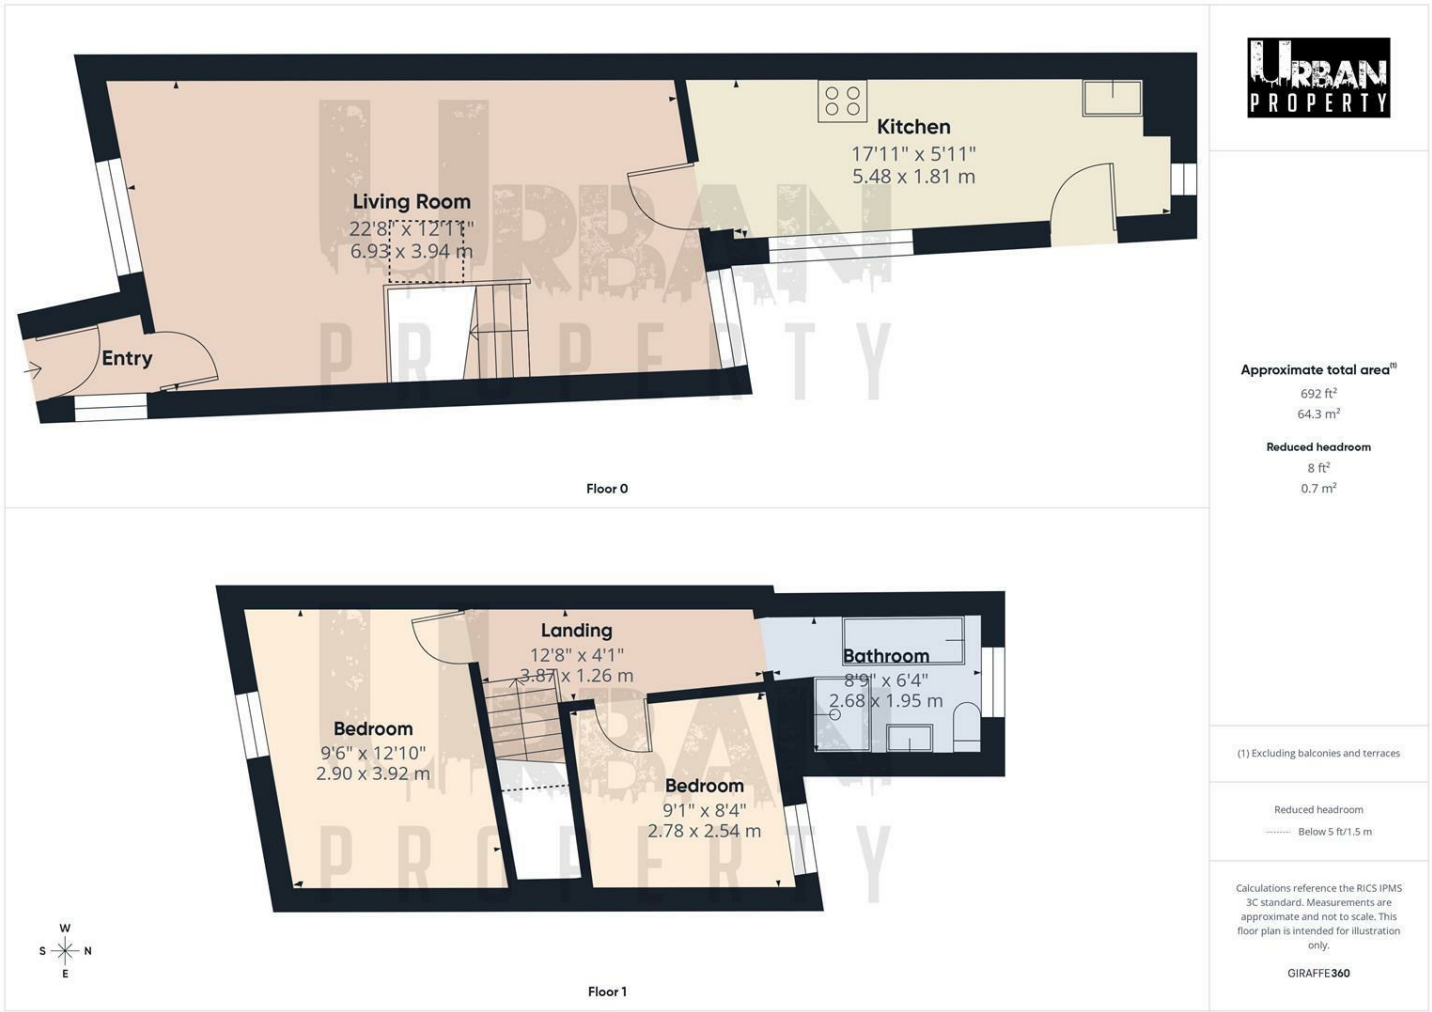 Living Room
22'8" x 12'11"
6.93 x 3.94 m
Kitchen
17'11" x 5'11"
5.48 x 1.81 m
Entry
Floor 0
Landing
12'8" x 4'1"
3.87 x 1.26 m
Bathroom
8'9" x 6'4"
2.68 x 1.95 m
Bedroom
9'6" x 12'10"
2.90 x 3.92 m
Bedroom
9'1" x 8'4"
2.78 x 2.54 m
W
S N
E
Floor 1
URBAN
PROPERTY
URBAN
PROPERTY
URBAN
PROPERTY
Approximate total area(1)
692 ft²
64.3 m²
Reduced headroom
8 ft²
0.7 m²
(1) Excluding balconies and terraces
Reduced headroom
Below 5 ft/1.5 m
Calculations reference the RICS IPMS
3C standard. Measurements are
approximate and not to scale. This
floor plan is intended for illustration
only.
GIRAFFE360